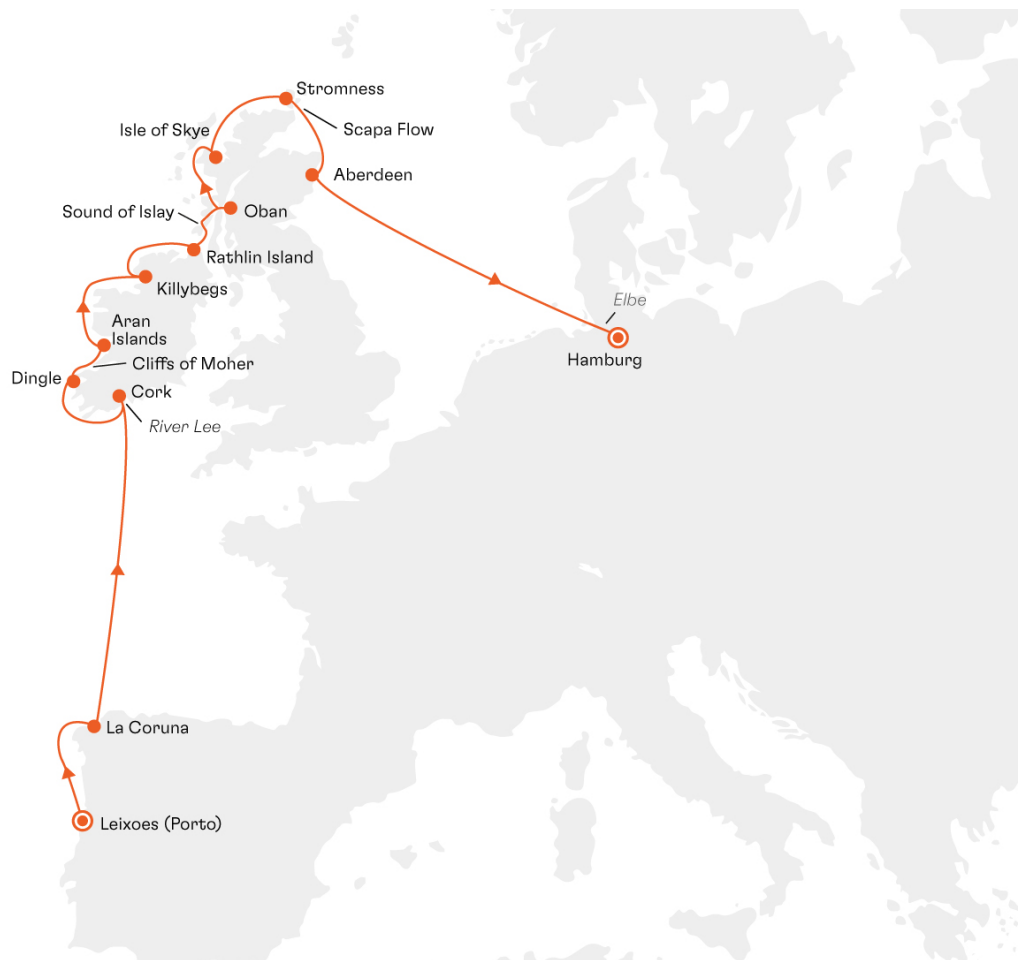 Stromness
Isle of Skye
Scapa Flow
Aberdeen
Sound of Islay
Oban
Rathlin Island
Killybegs
Elbe
Aran
Islands
Hamburg
Cliffs of Moher
Dingle
Cork
River Lee
La Coruna
Leixoes (Porto)